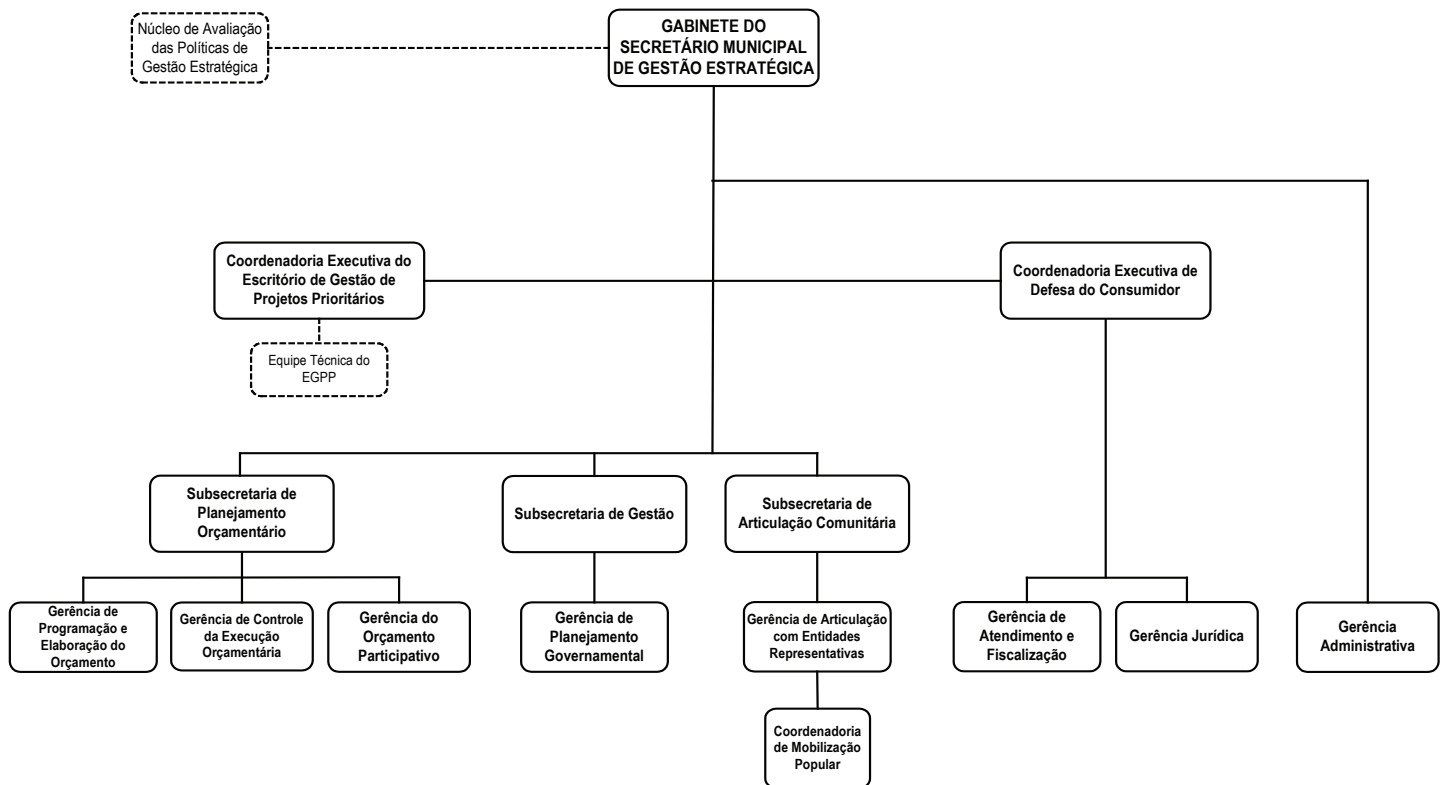 Núcleo de Avaliação
das Políticas de
Gestão Estratégica
GABINETE DO
SECRETÁRIO MUNICIPAL
DE GESTÃO ESTRATÉGICA
Coordenadoria Executiva do
Escritório de Gestão de
Projetos Prioritários
Coordenadoria Executiva de
Defesa do Consumidor
Equipe Técnica do
EGPP
Subsecretaria de
Planejamento
Orçamentário
Subsecretaria de Gestão
Subsecretaria de
Articulação Comunitária
Gerência de
Programação e
Elaboração do
Orçamento
Gerência de Controle
da Execução
Orçamentária
Gerência do
Orçamento
Participativo
Gerência de
Planejamento
Governamental
Gerência de Articulação
com Entidades
Representativas
Gerência de
Atendimento e
Fiscalização
Gerência Jurídica
Gerência
Administrativa
Coordenadoria
de Mobilização
Popular